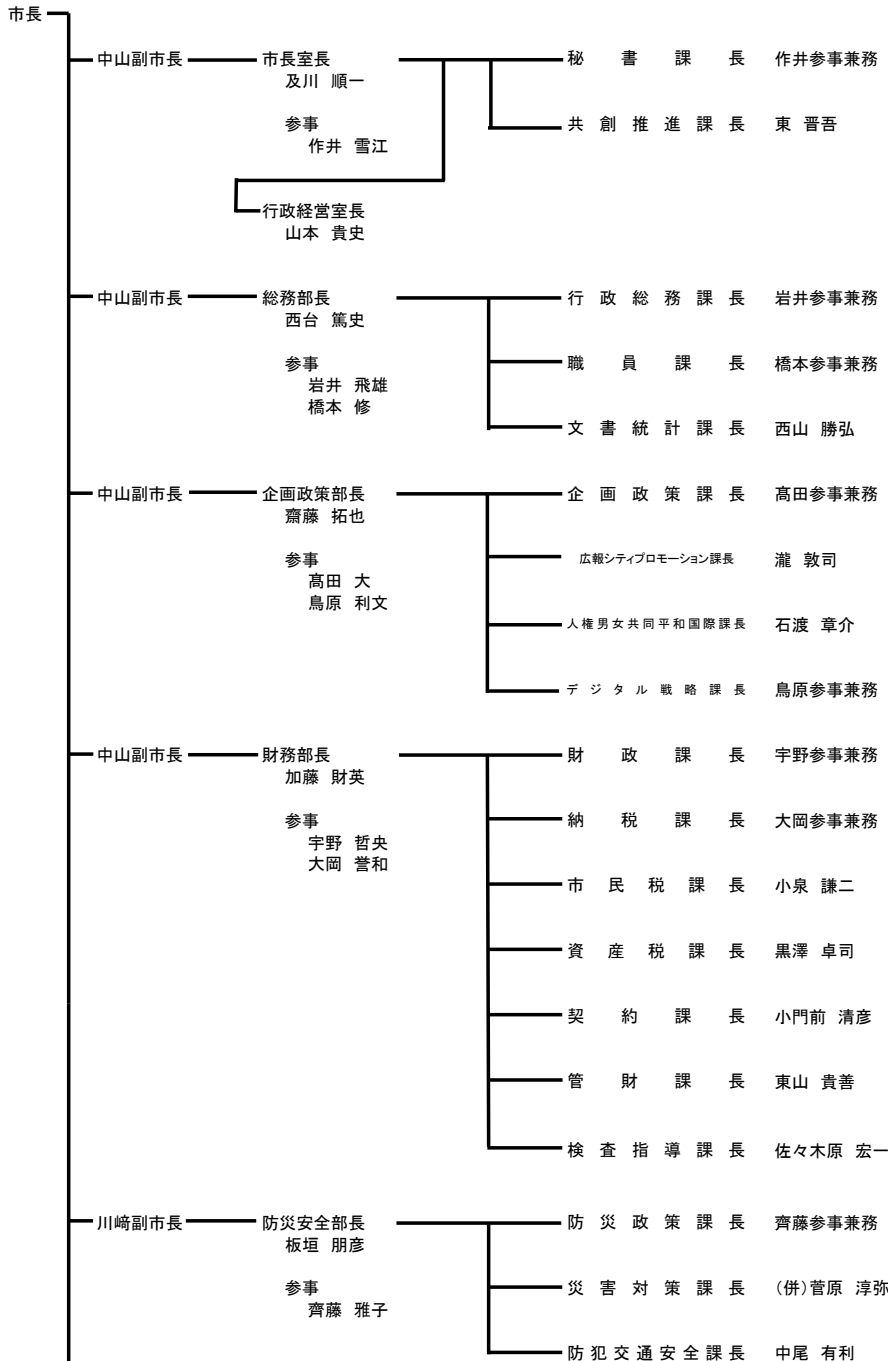 市長
中山副市長 市長室長 秘書課長 作井参事兼務
及川 順一
参事 共創推進課長 東 晋吾
作井 雪江
行政経営室長
山本 貴史
中山副市長 総務部長 行政総務課長 岩井参事兼務
西台 篤史
参事 職員課長 橋本参事兼務
岩井 飛雄
橋本 修
文書統計課長 西山 勝弘
中山副市長 企画政策部長 企画政策課長 髙田参事兼務
齋藤 拓也
参事 広報シティプロモーション課長 瀧 敦司
髙田 大
鳥原 利文
人権男女共同平和国際課長 石渡 章介
デジタル戦略課長 鳥原参事兼務
中山副市長 財務部長 財政課長 宇野参事兼務
加藤 財英
参事 納税課長 大岡参事兼務
宇野 哲央
大岡 誉和
市民税課長 小泉 謙二
資産税課長 黒澤 卓司
契約課長 小門前 清彦
管財課長 東山 貴善
検査指導課長 佐々木原 宏一
川﨑副市長 防災安全部長 防災政策課長 齊藤参事兼務
板垣 朋彦
参事 災害対策課長 (併)菅原 淳弥
齊藤 雅子
防犯交通安全課長 中尾 有利